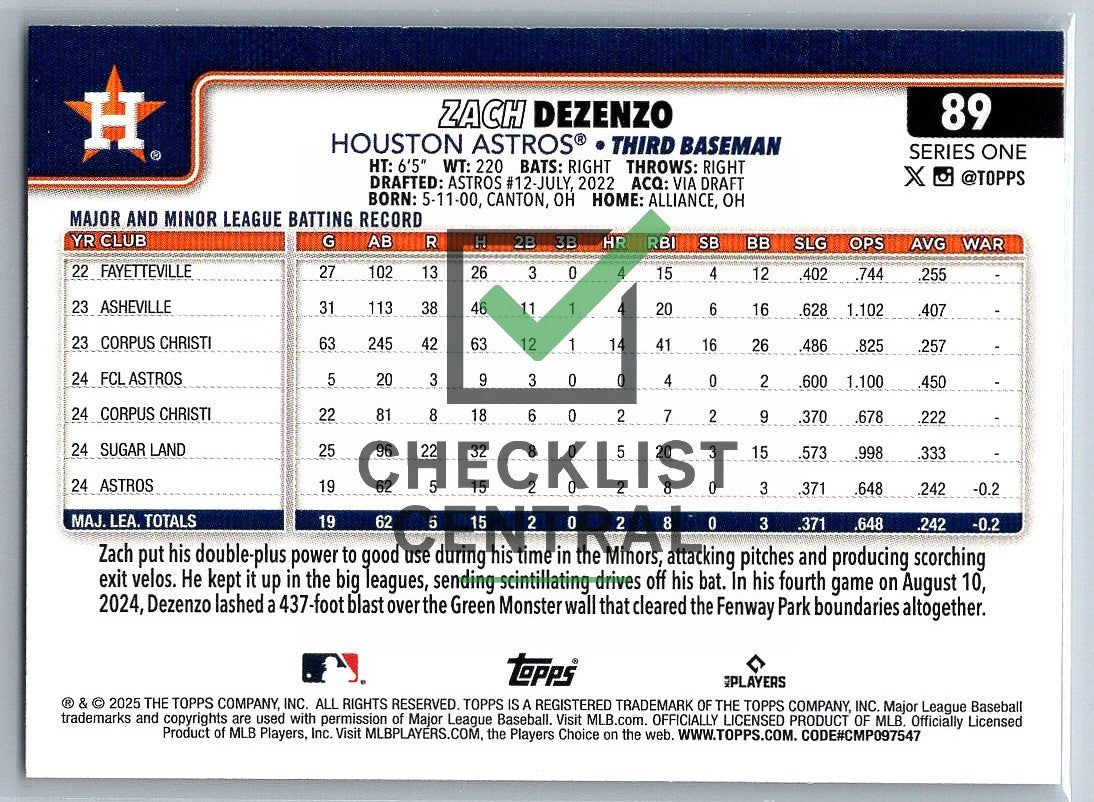 H ®
ZACH DEZENZO
89
HOUSTON ASTROS® • THIRD BASEMAN
SERIES ONE
HT: 6'5" WT: 220 BATS: RIGHT THROWS: RIGHT
@TOPPS
DRAFTED: ASTROS #12-JULY, 2022 ACQ: VIA DRAFT
BORN: 5-11-00, CANTON, OH HOME: ALLIANCE, OH
MAJOR AND MINOR LEAGUE BATTING RECORD
YR CLUB G AB R H 2B 3B HR RBI SB BB SLG OPS AVG WAR
22 FAYETTEVILLE 27 102 13 26 3 0 4 15 4 12 .402 .744 .255 -
23 ASHEVILLE 31 113 38 46 11 1 4 20 6 16 .628 1.102 .407 -
23 CORPUS CHRISTI 63 245 42 63 12 1 14 41 16 26 .486 .825 .257 -
24 FCL ASTROS 5 20 3 9 3 0 0 4 0 2 .600 1.100 .450 -
24 CORPUS CHRISTI 22 81 8 18 6 0 2 7 2 9 .370 .678 .222 -
24 SUGAR LAND 25 96 22 32 8 0 5 20 3 15 .573 .998 .333 -
24 ASTROS 19 62 5 15 2 0 2 8 0 3 .371 .648 .242 -0.2
MAJ. LEA. TOTALS 19 62 5 15 2 0 2 8 0 3 .371 .648 .242 -0.2
CHECKLIST
CENTRAL
Zach put his double-plus power to good use during his time in the Minors, attacking pitches and producing scorching
exit velos. He kept it up in the big leagues, sending scintillating drives off his bat. In his fourth game on August 10,
2024, Dezenzo lashed a 437-foot blast over the Green Monster wall that cleared the Fenway Park boundaries altogether.
Topps®
PLAYERS
® & © 2025 THE TOPPS COMPANY, INC. ALL RIGHTS RESERVED. TOPPS IS A REGISTERED TRADEMARK OF THE TOPPS COMPANY, INC. Major League Baseball
trademarks and copyrights are used with permission of Major League Baseball. Visit MLB.com. OFFICIALLY LICENSED PRODUCT OF MLB. Officially Licensed
Product of MLB Players, Inc. Visit MLBPLAYERS.COM, the Players Choice on the web. WWW.TOPPS.COM. CODE#CMP097547